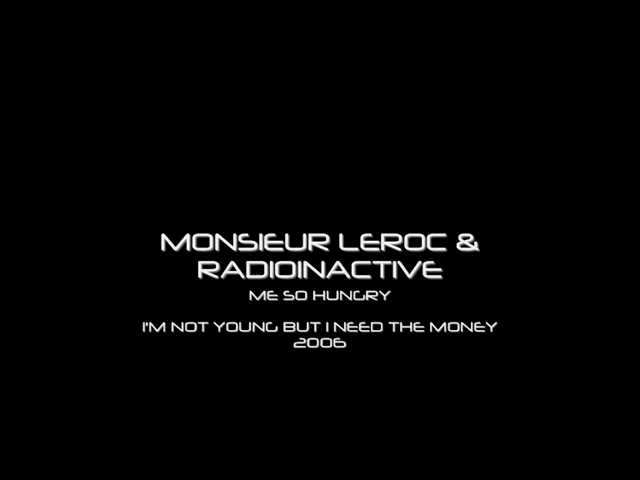 MONSIEUR LEROC &
RADIOINACTIVE
ME SO HUNGRY
I'M NOT YOUNG BUT I NEED THE MONEY
2006